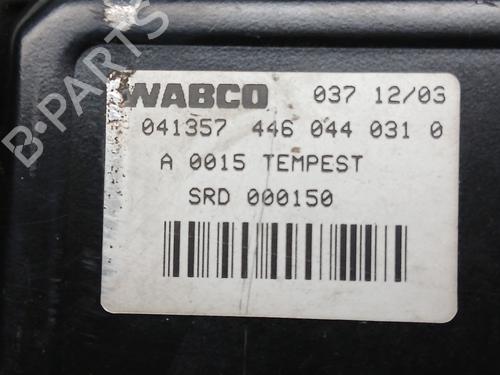 WABCO 037 12/03
041357 446 044 031 0
A 0015 TEMPEST
SRD 000150
B-PARTS